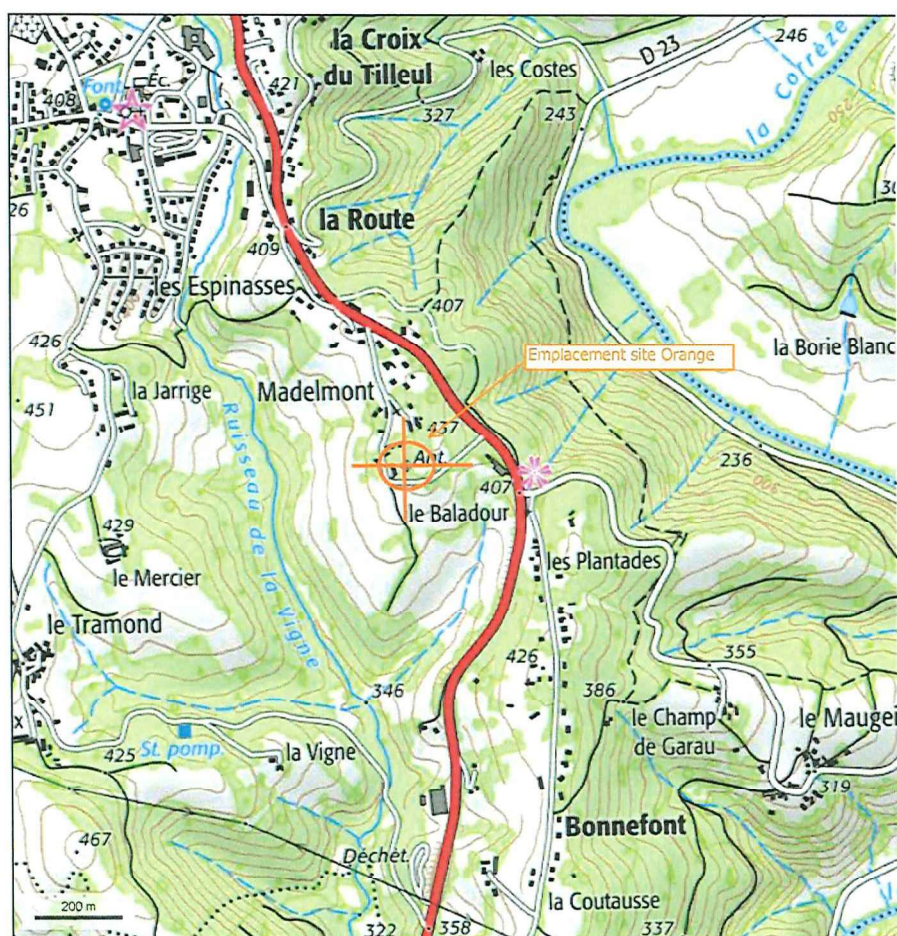 la Croix
du Tilleul
D 23
246
la Corrèze
les Costes
Éc.
Font.
421
408
327
243
250
la Route
409
26
les Espinasses
407
Emplacement site Orange
426
la Jarrige
Madelmont
la Borie Blanc
451
437
Ant.
236
300
Ruisseau de la Vigne
407
le Baladour
429
le Mercier
les Plantades
le Tramond
355
426
346
386
le Champ
de Garau
le Maugei
x
St. pomp.
425
la Vigne
319
Bonnefont
467
Déchet.
200 m
la Coutausse
322
358
337